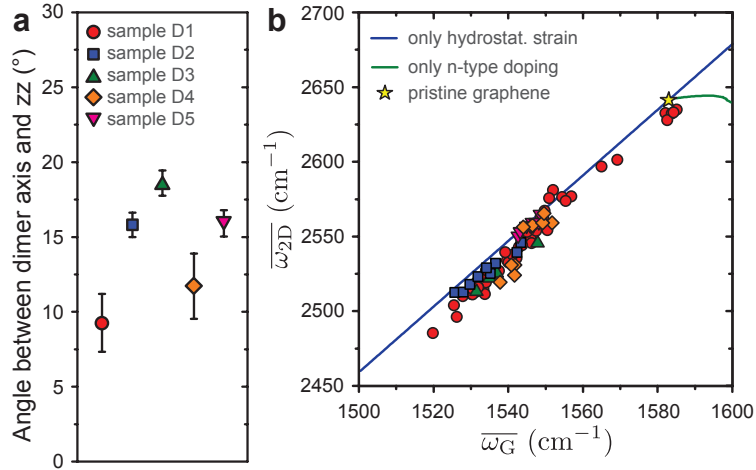 a
Angle between dimer axis and zz (°)
30
25
20
15
10
5
0
sample D1
sample D2
sample D3
sample D4
sample D5
b
ω2D (cm−1)
2700
2650
2600
2550
2500
2450
only hydrostat. strain
only n-type doping
pristine graphene
1500 1520 1540 1560 1580 1600
ωG (cm−1)